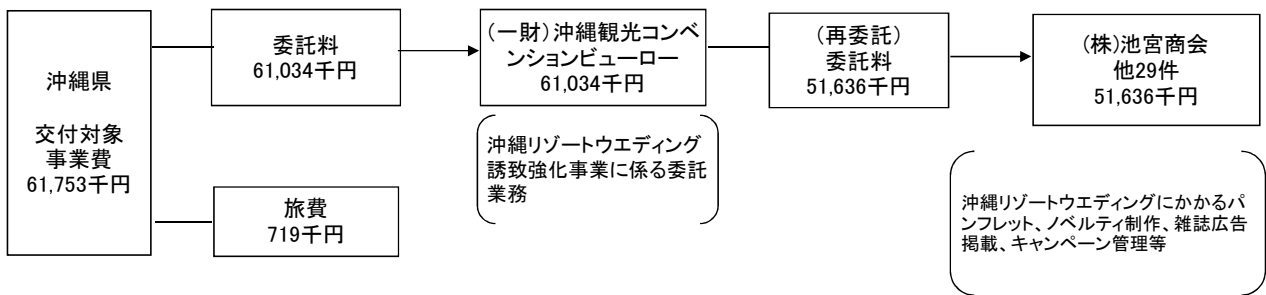 沖縄県
交付対象
事業費
61,753千円
委託料
61,034千円
旅費
719千円
(一財)沖縄観光コンベ
ンションビューロー
61,034千円
沖縄リゾートウエディング
誘致強化事業に係る委託
業務
(再委託)
委託料
51,636千円
(株)池宮商会
他29件
51,636千円
沖縄リゾートウエディングにかかるパ
ンフレット、ノベルティ制作、雑誌広告
掲載、キャンペーン管理等